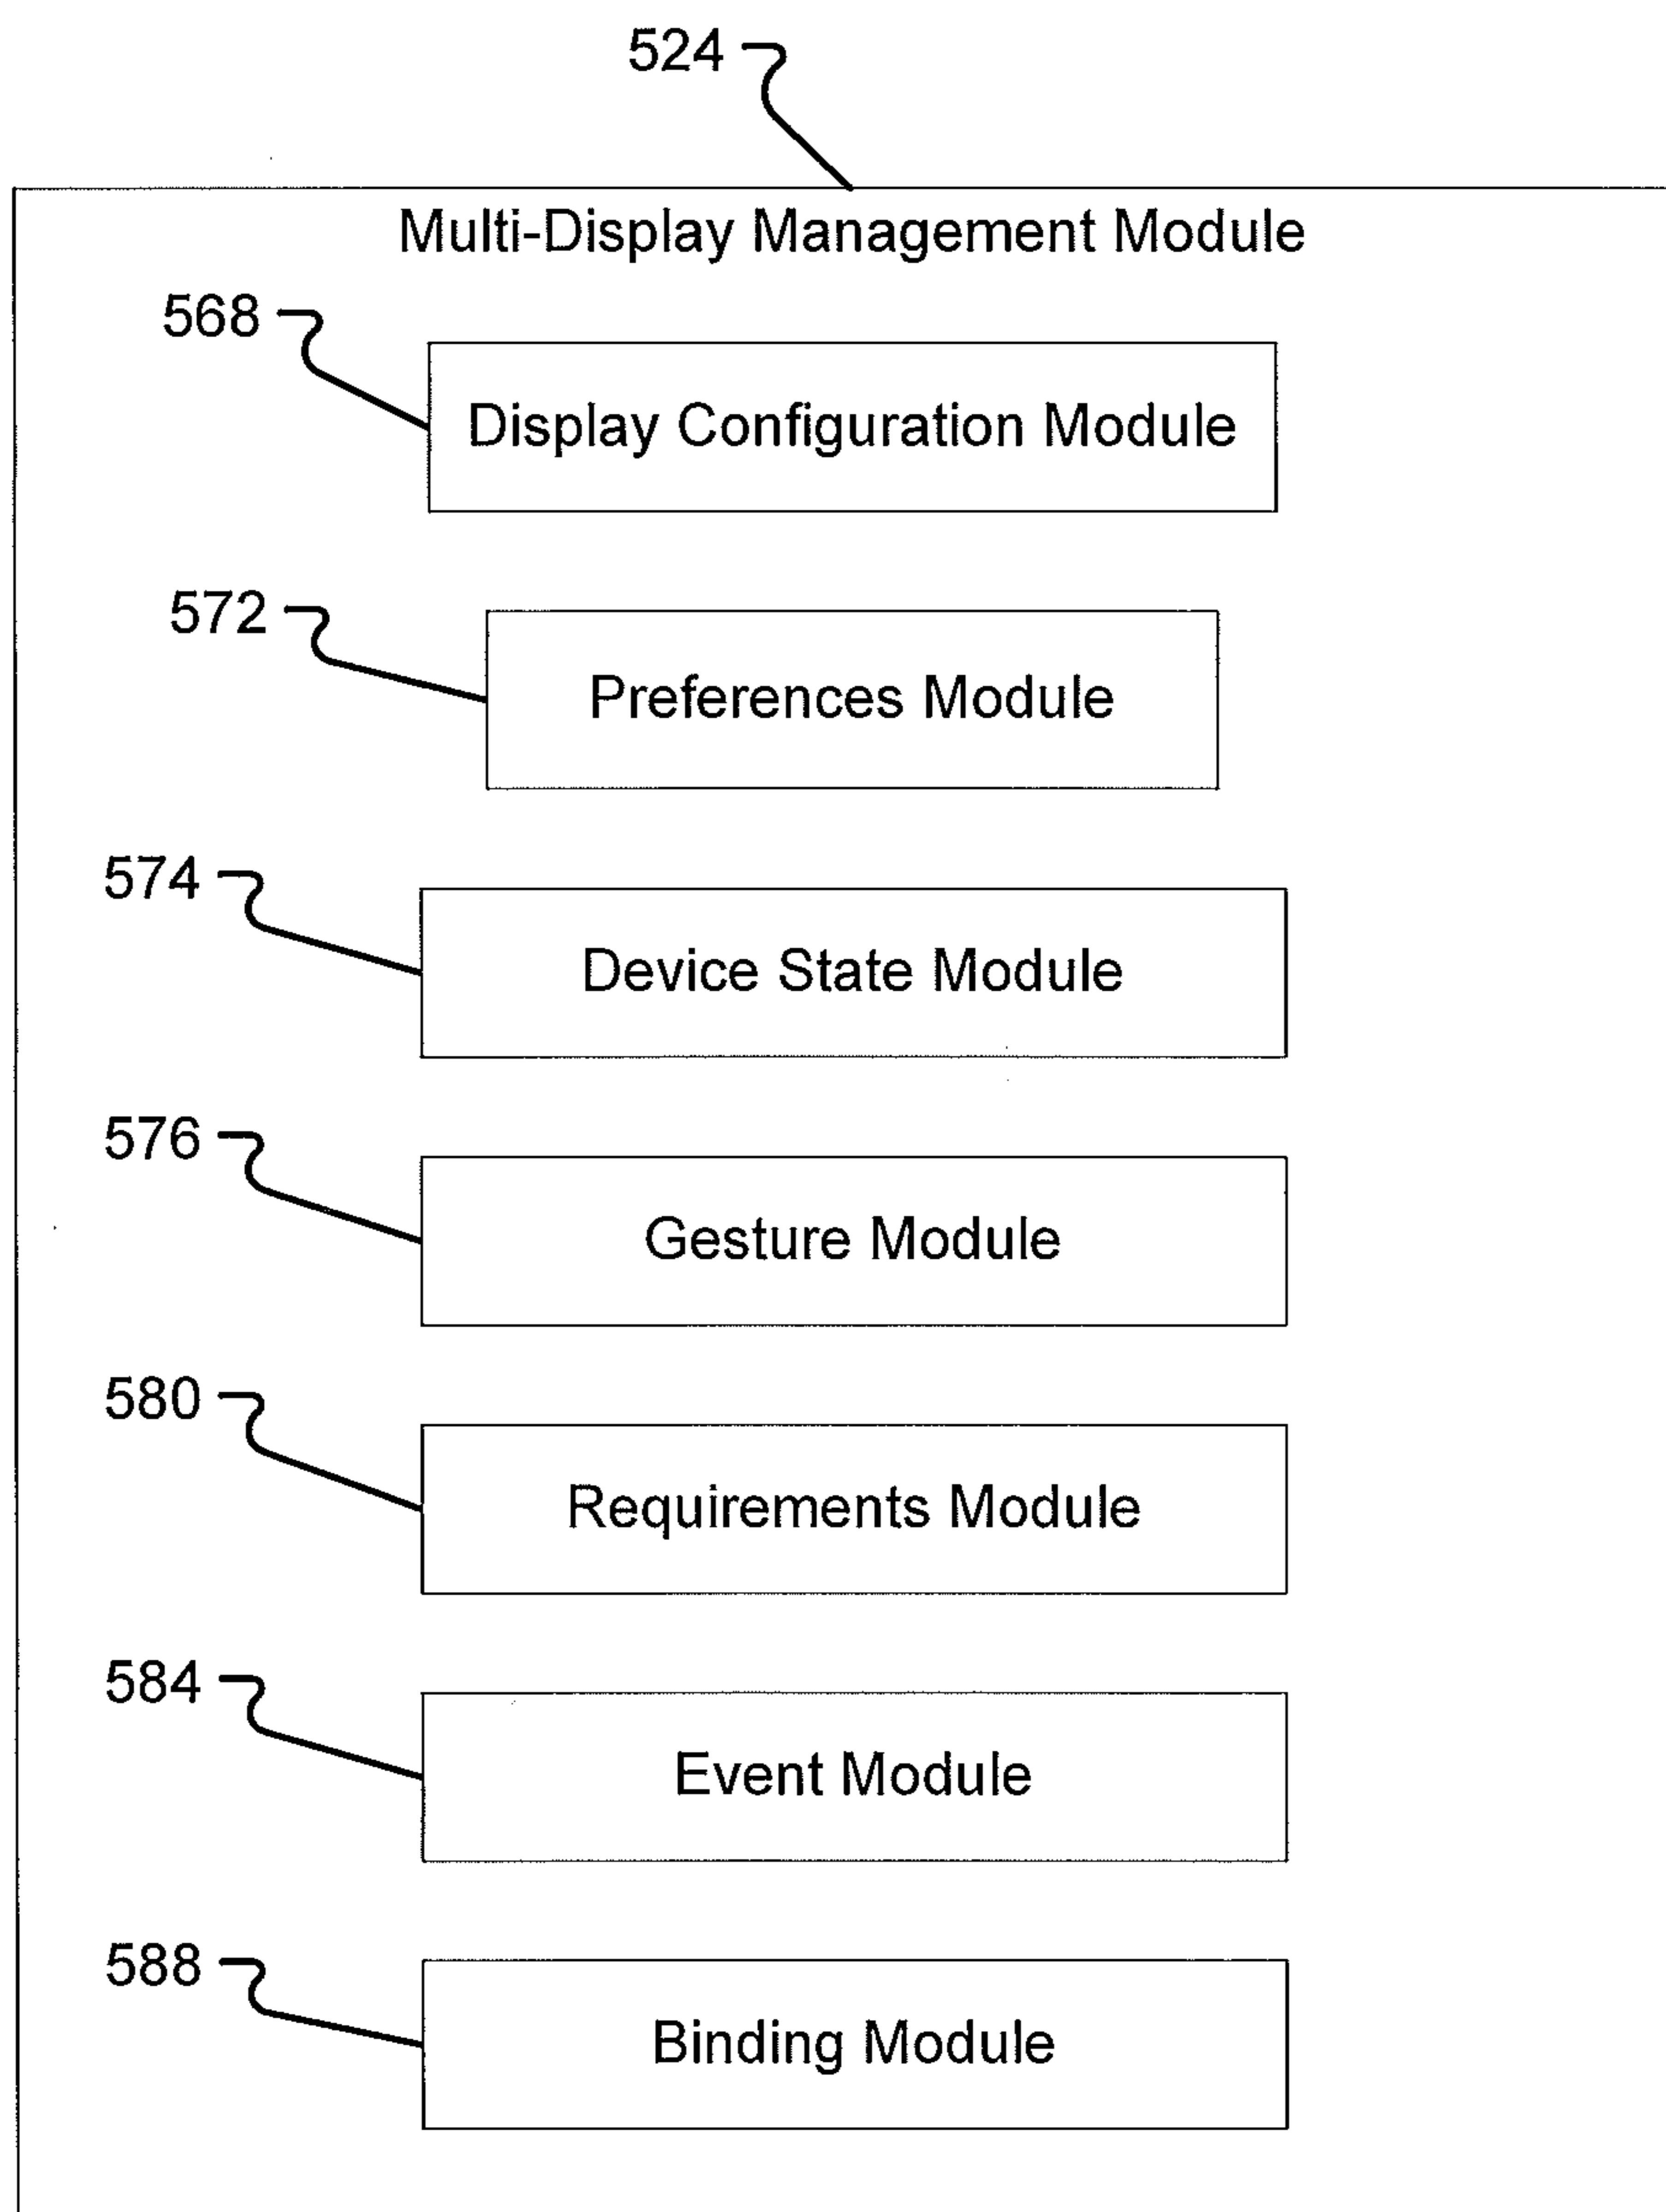 524
Multi-Display Management Module
568
Display Configuration Module
572
Preferences Module
574
Device State Module
576
Gesture Module
580
Requirements Module
584
Event Module
588
Binding Module